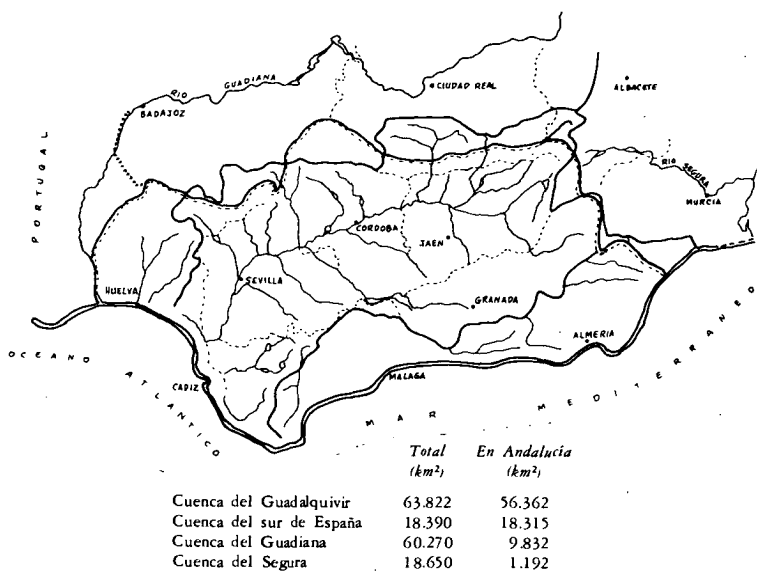 RIO GUADIANA
CIUDAD REAL
ALBACETE
BADAJOZ
PORTUGAL
RIO SEGURA
MURCIA
CORDOBA
JAEN
HUELVA
SEVILLA
GRANADA
ALMERIA
OCEANO ATLANTICO
CADIZ
MALAGA
MAR MEDITERRANEO
Total En Andalucía
(km²) (km²)
Cuenca del Guadalquivir 63.822 56.362
Cuenca del sur de España 18.390 18.315
Cuenca del Guadiana 60.270 9.832
Cuenca del Segura 18.650 1.192